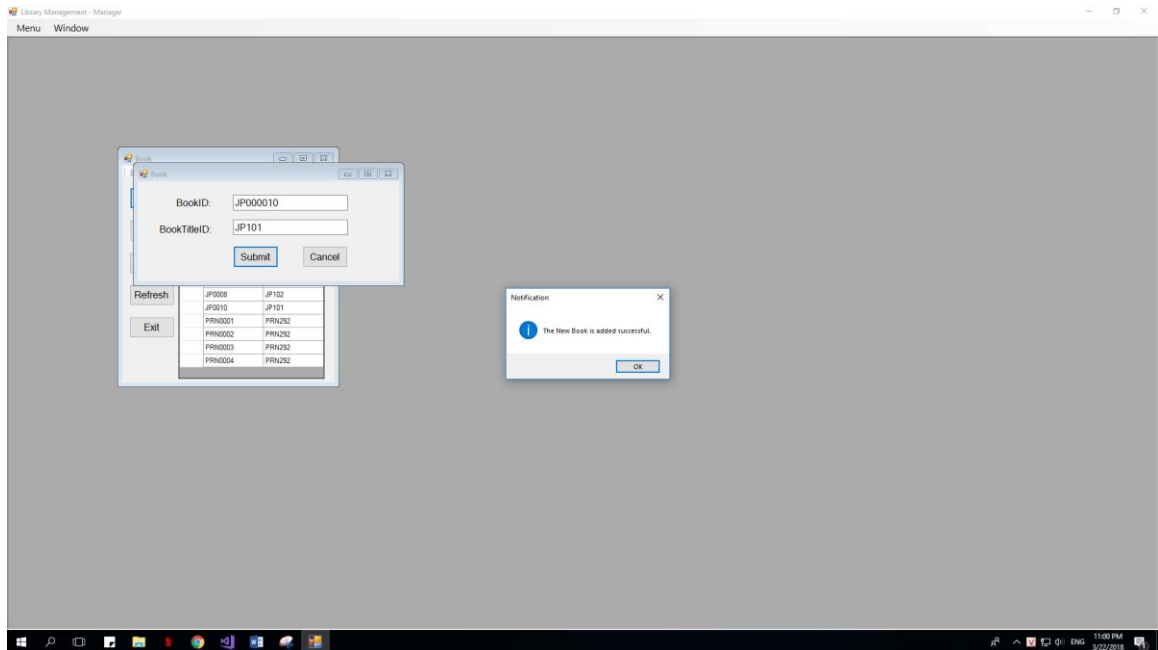 Library Management - Manager
Menu Window
Book
Book
BookID: JP000010
BookTitleID: JP101
Submit Cancel
Refresh
Exit
JP0008 JP102
JP0010 JP101
PRN0001 PRN292
PRN0002 PRN292
PRN0003 PRN292
PRN0004 PRN292
Notification
The New Book is added successful.
OK
ENG
11:00 PM
3/22/2018